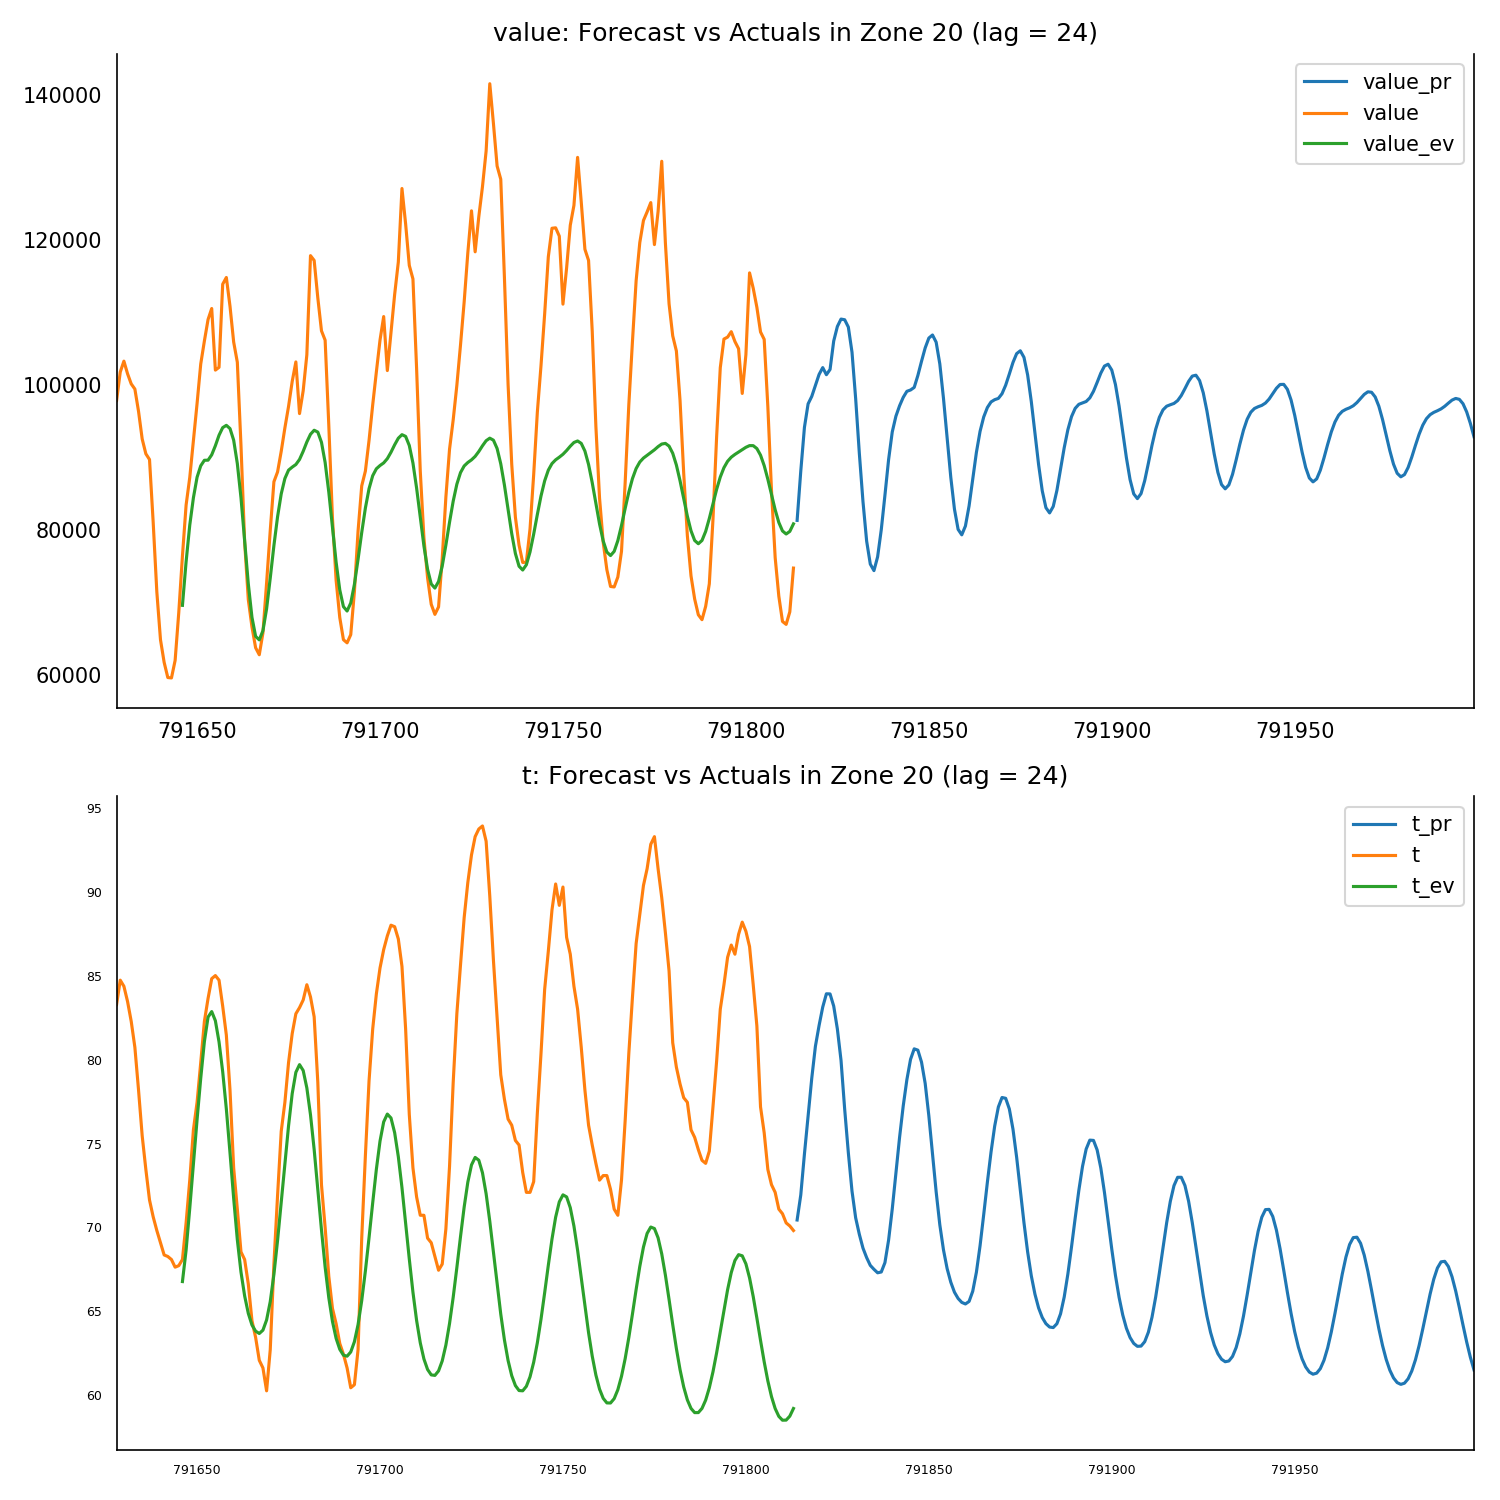 value: Forecast vs Actuals in Zone 20 (lag = 24)
140000
120000
100000
80000
60000
value_pr
value
value_ev
791650 791700 791750 791800 791850 791900 791950
t: Forecast vs Actuals in Zone 20 (lag = 24)
95
90
85
80
75
70
65
60
t_pr
t
t_ev
791650 791700 791750 791800 791850 791900 791950